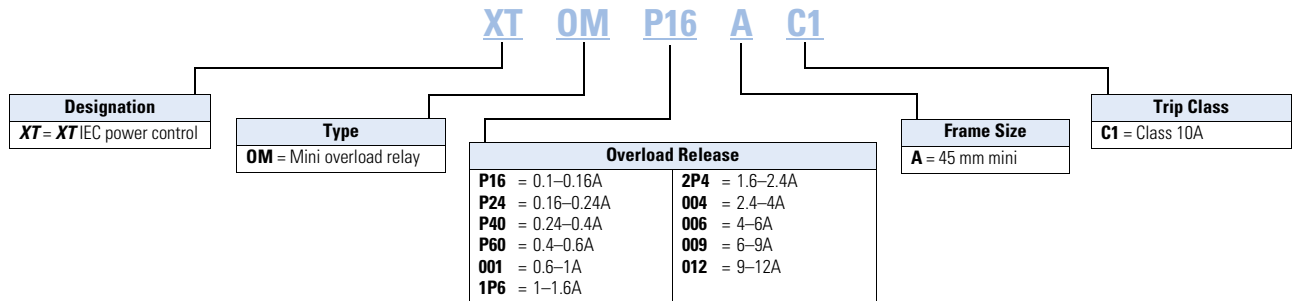 XT OM P16 A C1
Designation
XT = XT IEC power control
Type
OM = Mini overload relay
Overload Release
P16 = 0.1–0.16A
P24 = 0.16–0.24A
P40 = 0.24–0.4A
P60 = 0.4–0.6A
001 = 0.6–1A
1P6 = 1–1.6A
2P4 = 1.6–2.4A
004 = 2.4–4A
006 = 4–6A
009 = 6–9A
012 = 9–12A
Frame Size
A = 45 mm mini
Trip Class
C1 = Class 10A